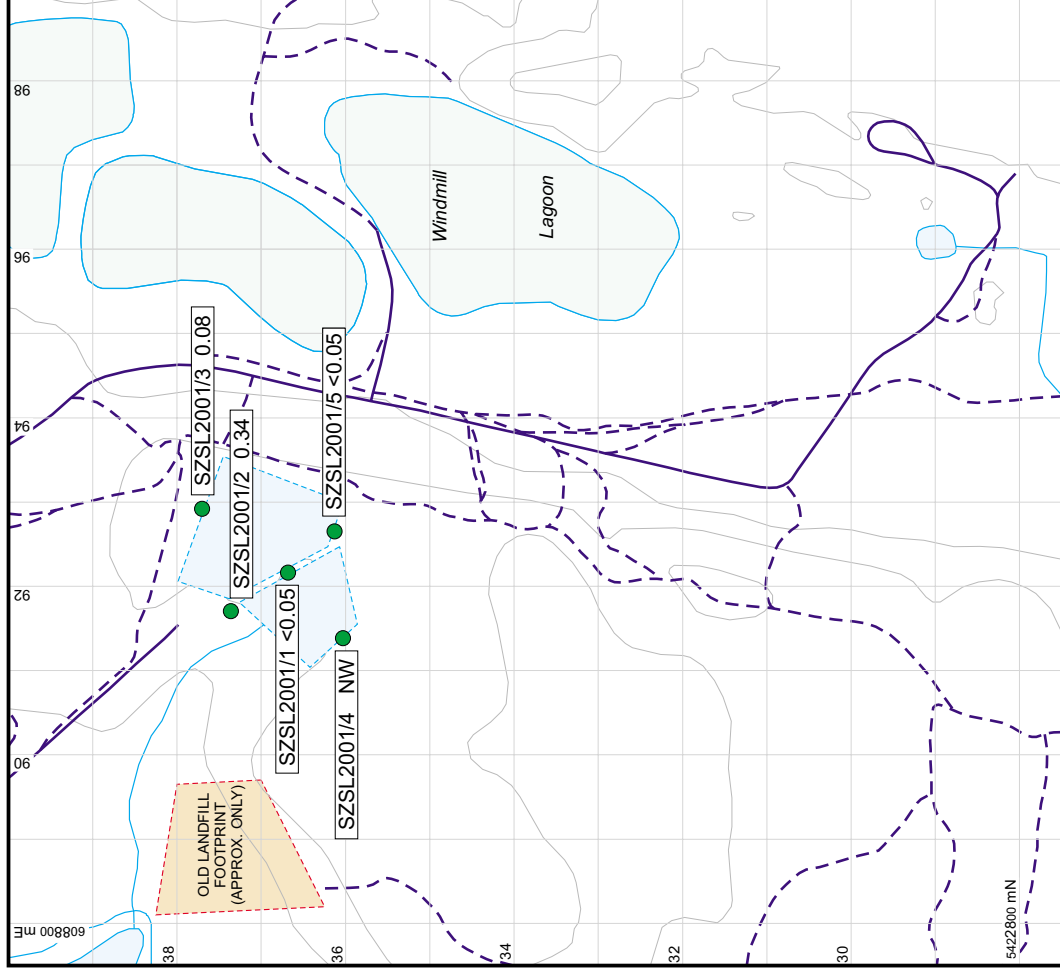 98
96
94
92
90
608800 mE
38
36
34
32
30
5422800 mN
Windmill
Lagoon
SZSL2001/3 0.08
SZSL2001/2 0.34
SZSL2001/5 <0.05
SZSL2001/1 <0.05
SZSL2001/4 NW
OLD LANDFILL
FOOTPRINT
(APPROX. ONLY)